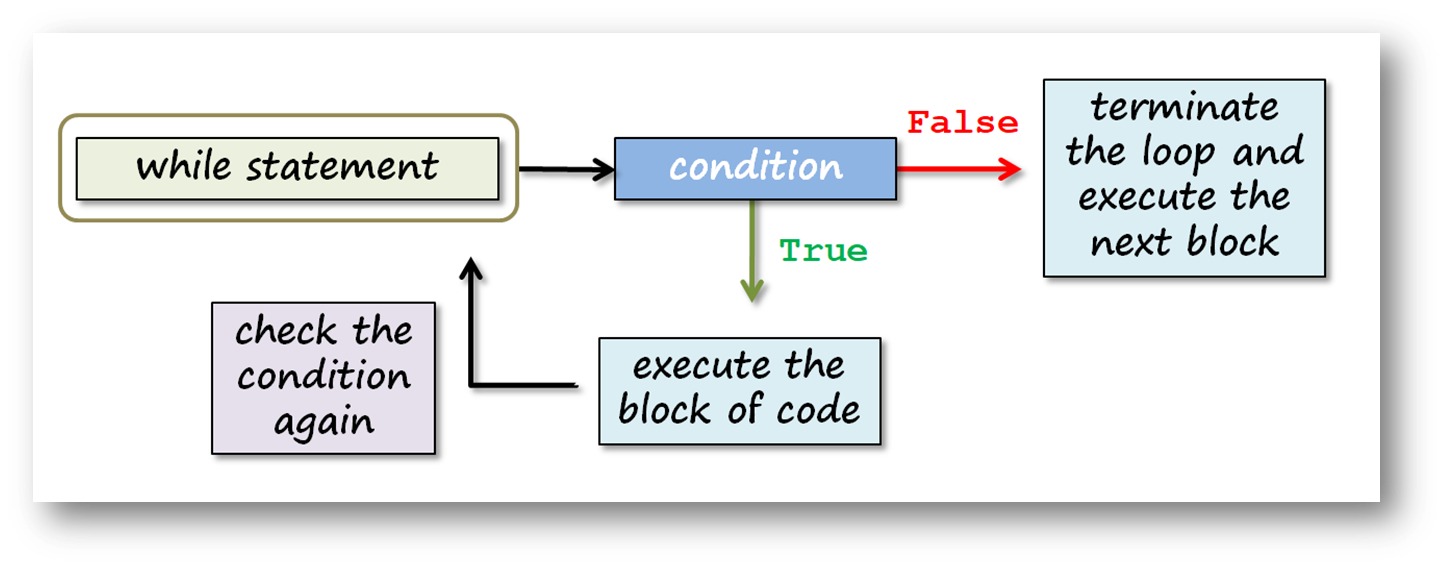 while statement
condition
False
True
terminate
the loop and
execute the
next block
execute the
block of code
check the
condition
again